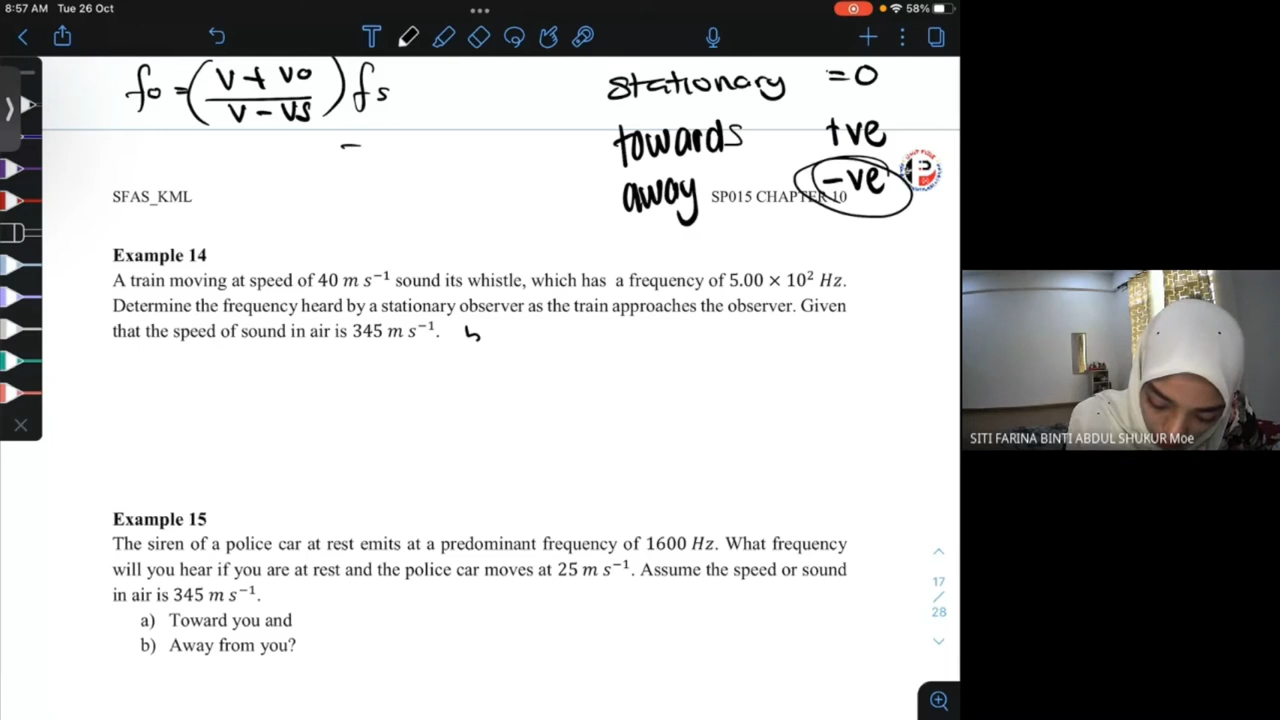 8:57 AM Tue 26 Oct
58%
fo = (V + Vo / V - Vs) fs
stationary = 0
towards +ve
away -ve
SFAS_KML
SP015 CHAPTER 10
Example 14
A train moving at speed of 40 m s⁻¹ sound its whistle, which has a frequency of 5.00 × 10² Hz.
Determine the frequency heard by a stationary observer as the train approaches the observer. Given
that the speed of sound in air is 345 m s⁻¹.
Example 15
The siren of a police car at rest emits at a predominant frequency of 1600 Hz. What frequency
will you hear if you are at rest and the police car moves at 25 m s⁻¹. Assume the speed or sound
in air is 345 m s⁻¹.
a) Toward you and
b) Away from you?
17
/
28
SITI FARINA BINTI ABDUL SHUKUR Moe